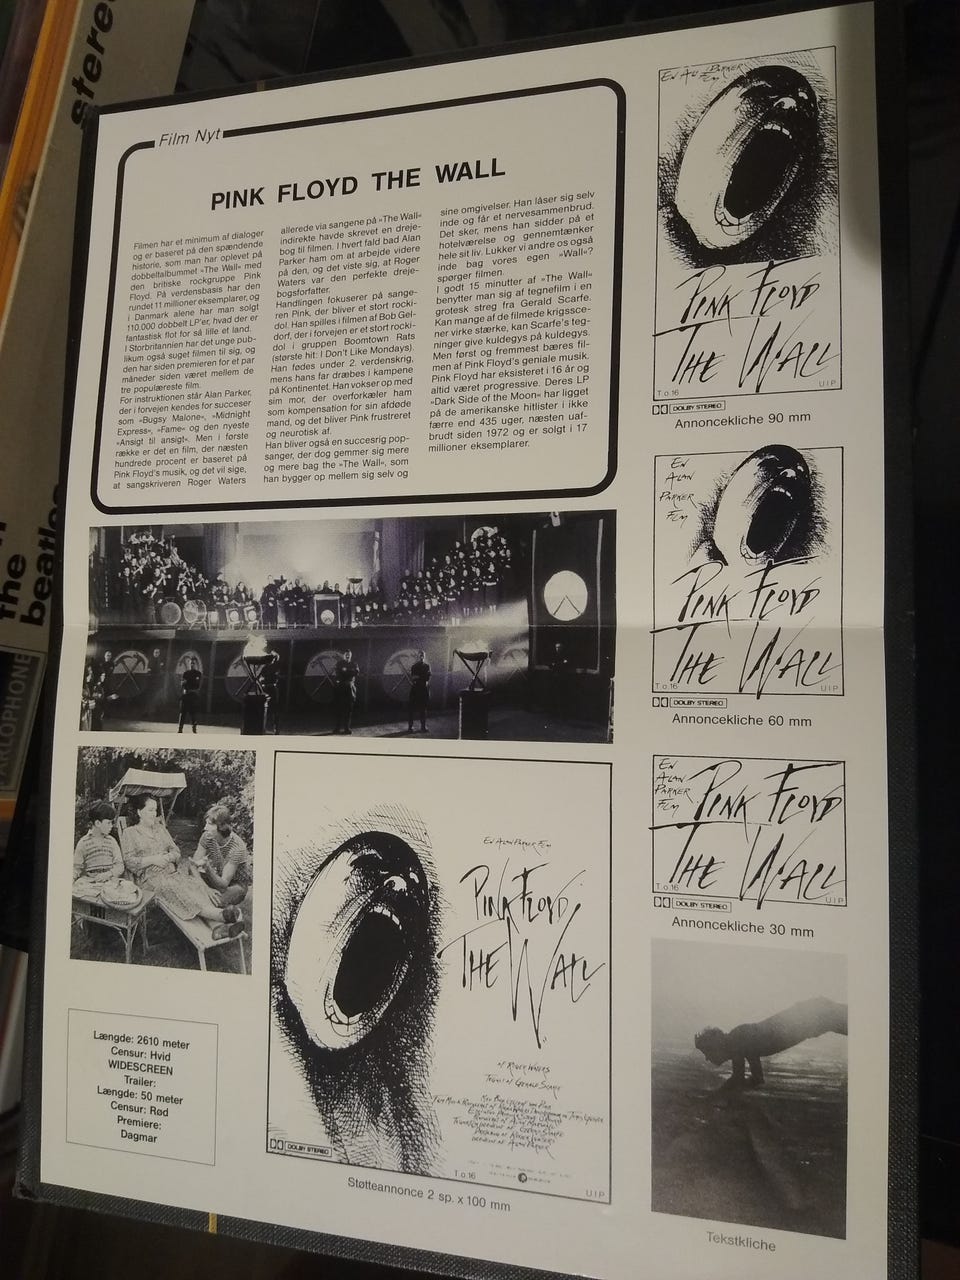 stereo
the
beatles
PARLOPHONE
Film Nyt
PINK FLOYD THE WALL
Filmen har et minimum af dialoger
og er baseret på den spændende
historie, som man har oplevet på
dobbeltalbummet »The Wall« med
den britiske rockgruppe Pink
Floyd. På verdensbasis har den
rundet 11 millioner eksemplarer, og
i Danmark alene har man solgt
110.000 dobbelt LP'er, hvad der er
fantastisk flot for så lille et land.
I Storbritannien har det unge pub-
likum også suget filmen til sig, og
den har siden premieren for et par
måneder siden været mellem de
tre populæreste film.
For instruktionen står Alan Parker,
der i forvejen kendes for succeser
som »Bugsy Malone«, »Midnight
Express«, »Fame« og den nyeste
»Ansigt til ansigt«. Men i første
række er det en film, der næsten
hundrede procent er baseret på
Pink Floyd's musik, og det vil sige,
at sangskriveren Roger Waters
allerede via sangene på »The Wall«
indirekte havde skrevet en dreje-
bog til filmen. I hvert fald bad Alan
Parker ham om at arbejde videre
på den, og det viste sig, at Roger
Waters var den perfekte dreje-
bogsforfatter.
Handlingen fokuserer på sange-
ren Pink, der bliver et stort rocki-
dol. Han spilles i filmen af Bob Gel-
dorf, der i forvejen er et stort rocki-
dol i gruppen Boomtown Rats
(største hit: I Don't Like Mondays).
Han fødes under 2. verdenskrig,
mens hans far dræbes i kampene
på Kontinentet. Han vokser op med
sim mor, der overforkæler ham
som kompensation for sin afdøde
mand, og det bliver Pink frustreret
og neurotisk af.
Han bliver også en succesrig pop-
sanger, der dog gemmer sig mere
og mere bag the »The Wall«, som
han bygger op mellem sig selv og
sine omgivelser. Han låser sig selv
inde og får et nervesammenbrud.
Det sker, mens han sidder på et
hotelværelse og gennemtænker
hele sit liv. Lukker vi andre os også
inde bag vores egen »Wall«?
spørger filmen.
I godt 15 minutter af »The Wall«
benytter man sig af tegnefilm i en
grotesk streg fra Gerald Scarfe.
Kan mange af de filmede krigssce-
ner virke stærke, kan Scarfe's teg-
ninger give kuldegys på kuldegys.
Men først og fremmest bæres fil-
men af Pink Floyd's geniale musik.
Pink Floyd har eksisteret i 16 år og
altid været progressive. Deres LP
»Dark Side of the Moon« har ligget
på de amerikanske hitlister i ikke
færre end 435 uger, næsten uaf-
brudt siden 1972 og er solgt i 17
millioner eksemplarer.
EN ALAN PARKER
FILM
PINK FLOYD
THE WALL
T.o.16
UIP
DOLBY STEREO
Annoncekliche 90 mm
EN
ALAN
PARKER
FILM
PINK FLOYD
THE WALL
T.o.16
UIP
DOLBY STEREO
Annoncekliche 60 mm
EN
ALAN
PARKER
FILM
PINK FLOYD
THE WALL
T.o.16
UIP
DOLBY STEREO
Annoncekliche 30 mm
Længde: 2610 meter
Censur: Hvid
WIDESCREEN
Trailer:
Længde: 50 meter
Censur: Rød
Premiere:
Dagmar
EN ALAN PARKER FILM
PINK FLOYD
THE WALL
AF ROGER WATERS
TEGNET AF GERALD SCARFE
DOLBY STEREO
T.o.16
UIP
Støtteannonce 2 sp. x 100 mm
Tekstkliche